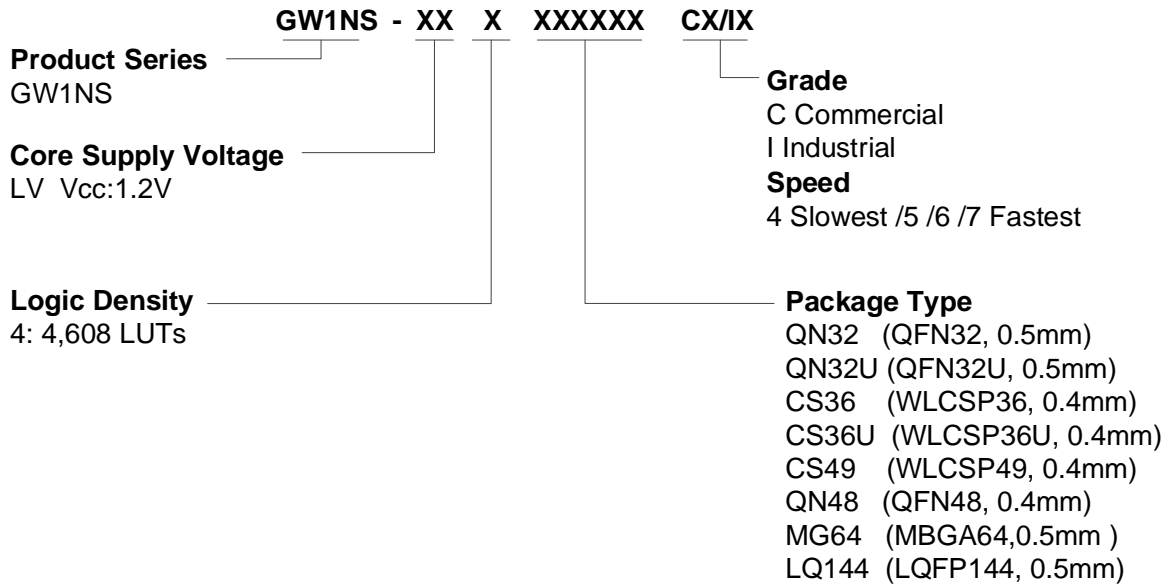 GW1NS - XX X XXXXXX CX/IX
Product Series
GW1NS
Core Supply Voltage
LV Vcc:1.2V
Logic Density
4: 4,608 LUTs
Grade
C Commercial
I Industrial
Speed
4 Slowest /5 /6 /7 Fastest
Package Type
QN32 (QFN32, 0.5mm)
QN32U (QFN32U, 0.5mm)
CS36 (WLCSP36, 0.4mm)
CS36U (WLCSP36U, 0.4mm)
CS49 (WLCSP49, 0.4mm)
QN48 (QFN48, 0.4mm)
MG64 (MBGA64,0.5mm )
LQ144 (LQFP144, 0.5mm)